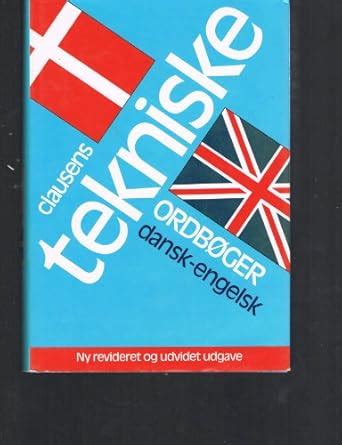 clausens
tekniske
ORDBØGER
dansk-engelsk
Ny revideret og udvidet udgave